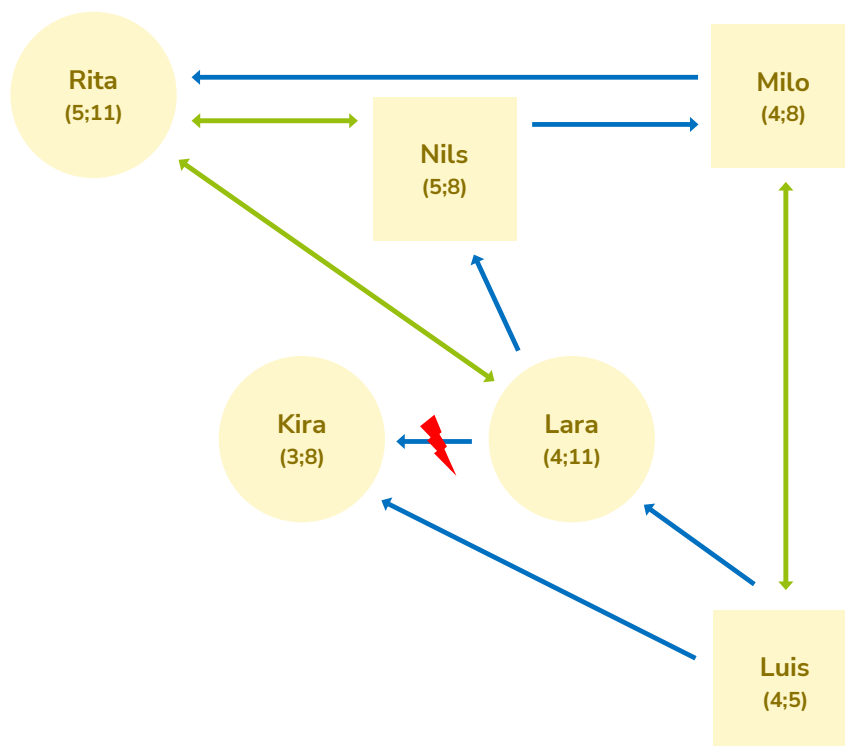 Rita
(5;11)
Milo
(4;8)
Nils
(5;8)
Kira
(3;8)
Lara
(4;11)
Luis
(4;5)